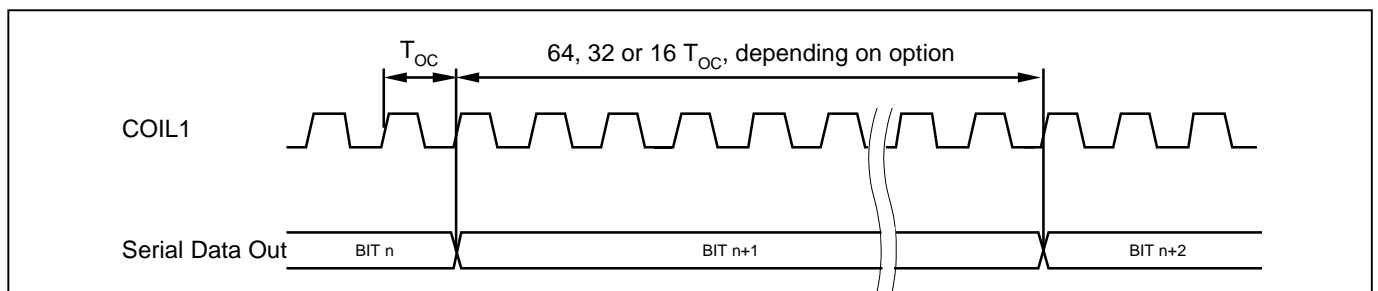 T_OC
64, 32 or 16 T_OC, depending on option
COIL1
Serial Data Out
BIT n
BIT n+1
BIT n+2